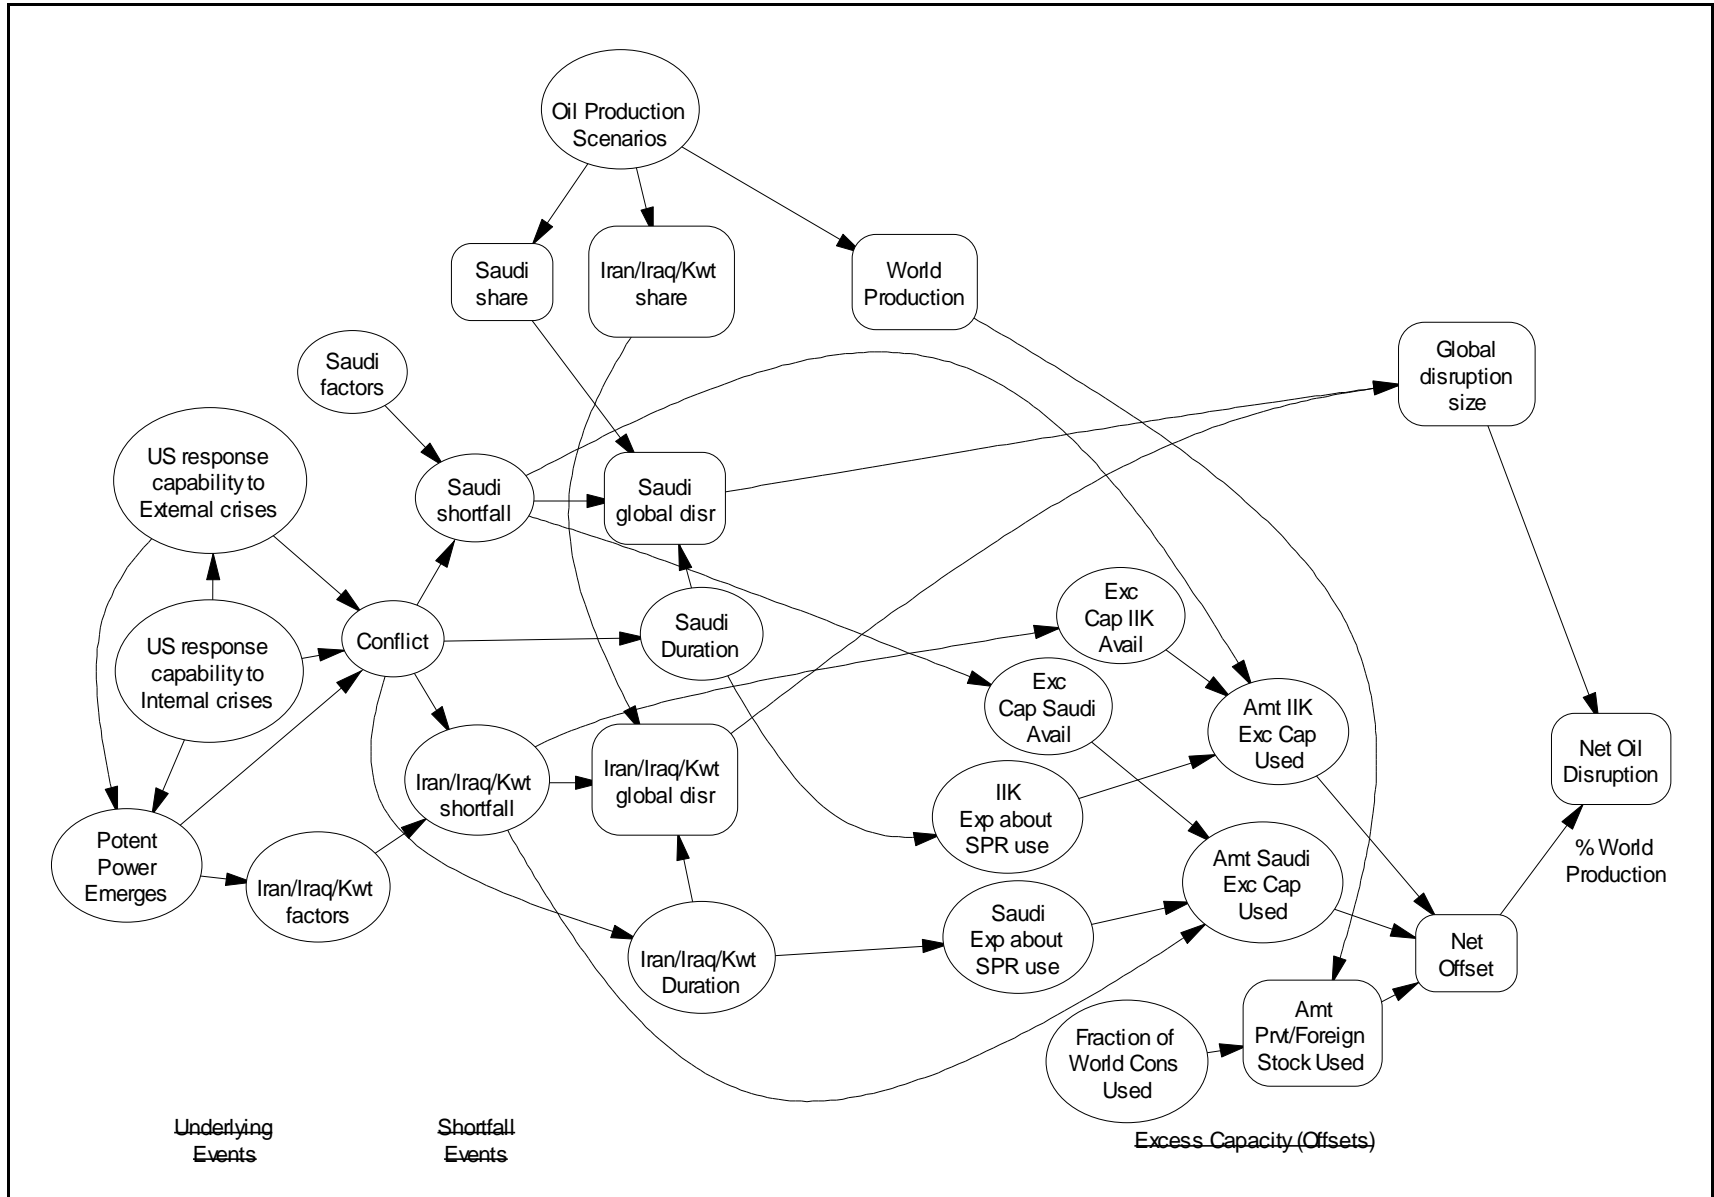 Oil Production
Scenarios
Saudi
share
Iran/Iraq/Kwt
share
World
Production
Global
disruption
size
Saudi
factors
US response
capability to
External crises
Saudi
shortfall
Saudi
global disr
Exc
Cap IIK
Avail
US response
capability to
Internal crises
Conflict
Saudi
Duration
Exc
Cap Saudi
Avail
Amt IIK
Exc Cap
Used
Net Oil
Disruption
Iran/Iraq/Kwt
shortfall
Iran/Iraq/Kwt
global disr
IIK
Exp about
SPR use
% World
Production
Potent
Power
Emerges
Iran/Iraq/Kwt
factors
Amt Saudi
Exc Cap
Used
Saudi
Exp about
SPR use
Iran/Iraq/Kwt
Duration
Net
Offset
Fraction of
World Cons
Used
Amt
Prvt/Foreign
Stock Used
Underlying
Events
Shortfall
Events
Excess Capacity (Offsets)